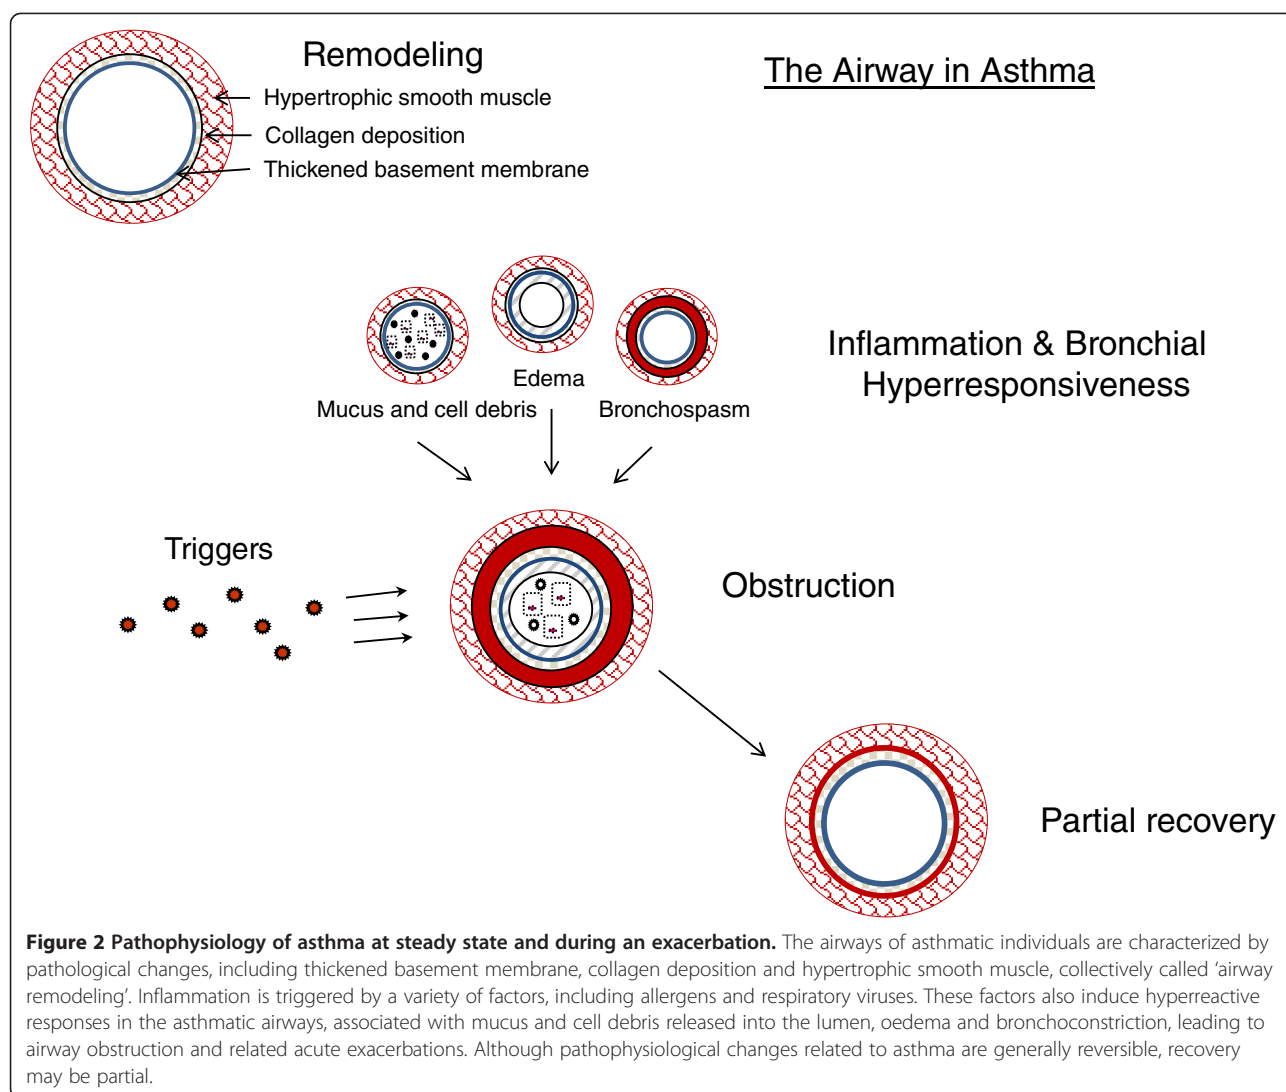 Remodeling
The Airway in Asthma
Hypertrophic smooth muscle
Collagen deposition
Thickened basement membrane
Edema
Mucus and cell debris
Bronchospasm
Inflammation & Bronchial
Hyperresponsiveness
Triggers
Obstruction
Partial recovery
Figure 2 Pathophysiology of asthma at steady state and during an exacerbation. The airways of asthmatic individuals are characterized by
pathological changes, including thickened basement membrane, collagen deposition and hypertrophic smooth muscle, collectively called ‘airway
remodeling’. Inflammation is triggered by a variety of factors, including allergens and respiratory viruses. These factors also induce hyperreactive
responses in the asthmatic airways, associated with mucus and cell debris released into the lumen, oedema and bronchoconstriction, leading to
airway obstruction and related acute exacerbations. Although pathophysiological changes related to asthma are generally reversible, recovery
may be partial.